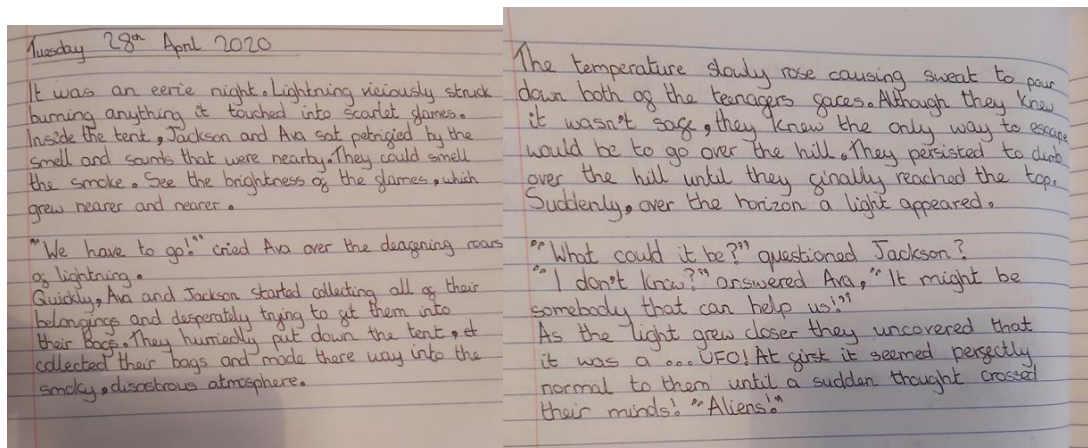 Tuesday 28th April 2020
It was an eerie night. Lightning viciously struck
burning anything it touched into scarlet flames.
Inside the tent, Jackson and Ava sat petrified by the
smell and sounds that were nearby. They could smell
the smoke. See the brightness of the flames, which
grew nearer and nearer.
"We have to go!" cried Ava over the deafening roars
of lightning.
Quickly, Ava and Jackson started collecting all of their
belongings and desperately trying to fit them into
their bags. They hurriedly put down the tent,
collected their bags and made there way into the
smoky, disastrous atmosphere.
The temperature slowly rose causing sweat to pour
down both of the teenagers faces. Although they knew
it wasn't safe, they knew the only way to escape
would be to go over the hill. They persisted to climb
over the hill until they finally reached the top.
Suddenly, over the horizon a light appeared.
"What could it be?" questioned Jackson?
"I don't know?" answered Ava, "It might be
somebody that can help us!"
As the light grew closer they uncovered that
it was a ... UFO! At first it seemed perfectly
normal to them until a sudden thought crossed
their minds! "Aliens!"